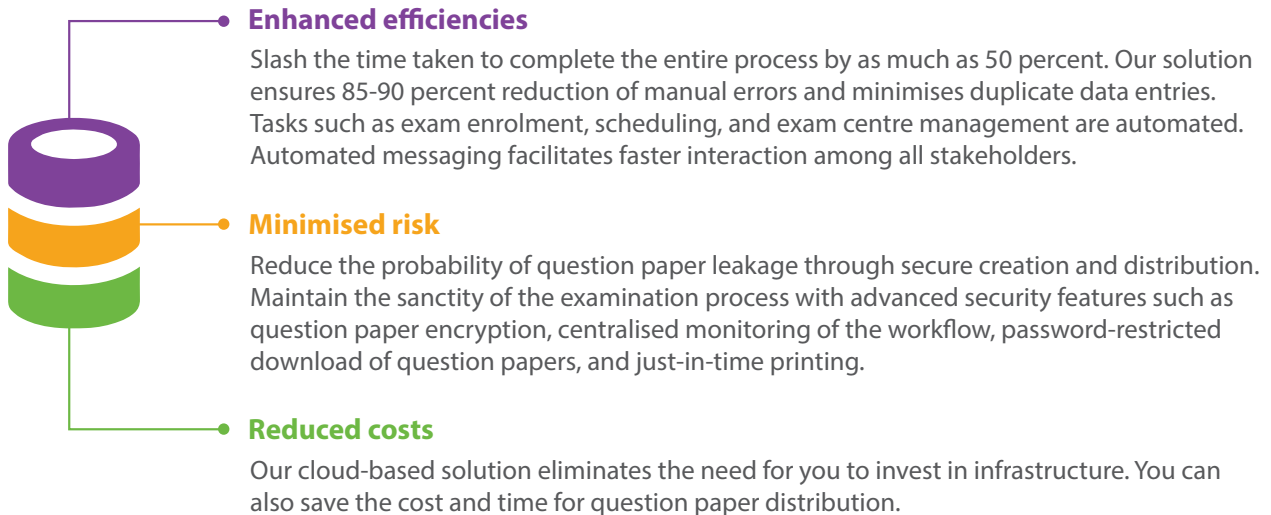 Enhanced efficiencies
Slash the time taken to complete the entire process by as much as 50 percent. Our solution
ensures 85-90 percent reduction of manual errors and minimises duplicate data entries.
Tasks such as exam enrolment, scheduling, and exam centre management are automated.
Automated messaging facilitates faster interaction among all stakeholders.
Minimised risk
Reduce the probability of question paper leakage through secure creation and distribution.
Maintain the sanctity of the examination process with advanced security features such as
question paper encryption, centralised monitoring of the workflow, password-restricted
download of question papers, and just-in-time printing.
Reduced costs
Our cloud-based solution eliminates the need for you to invest in infrastructure. You can
also save the cost and time for question paper distribution.